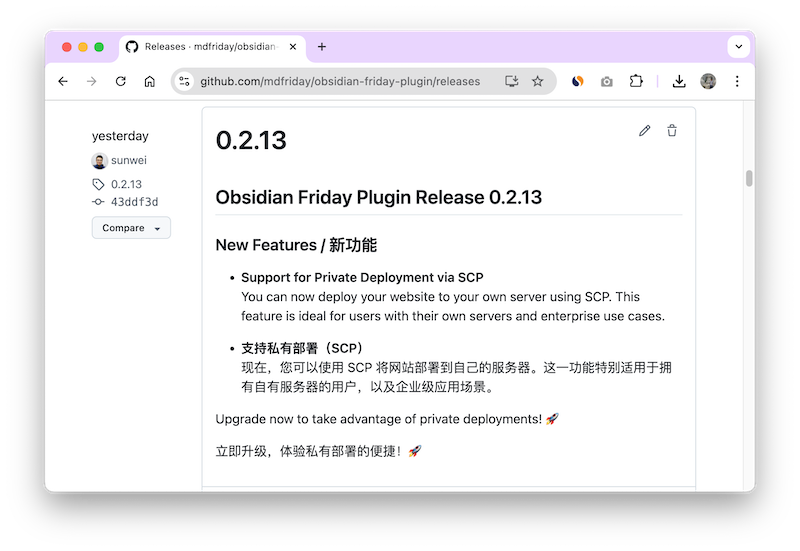 Releases · mdfriday/obsidian-
github.com/mdfriday/obsidian-friday-plugin/releases
yesterday
sunwei
0.2.13
43ddf3d
Compare
0.2.13
Obsidian Friday Plugin Release 0.2.13
New Features / 新功能
• Support for Private Deployment via SCP
You can now deploy your website to your own server using SCP. This
feature is ideal for users with their own servers and enterprise use cases.
• 支持私有部署（SCP）
现在，您可以使用 SCP 将网站部署到自己的服务器。这一功能特别适用于拥
有自有服务器的用户，以及企业级应用场景。
Upgrade now to take advantage of private deployments! 🚀
立即升级，体验私有部署的便捷！🚀